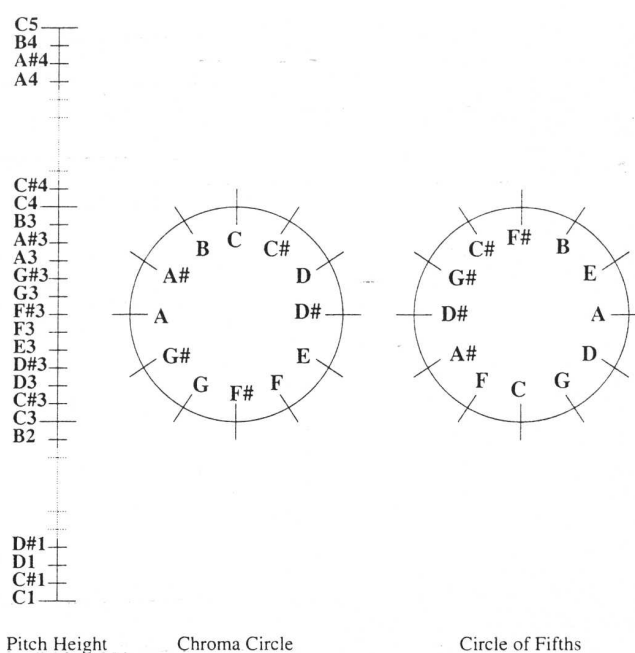 C5
B4
A#4
A4
C#4
C4
B3
A#3
A3
G#3
G3
F#3
F3
E3
D#3
D3
C#3
C3
B2
D#1
D1
C#1
C1
C
C#
D
D#
E
F
F#
G
G#
A
A#
B
F#
B
E
A
D
G
C
F
A#
D#
G#
C#
Pitch Height
Chroma Circle
Circle of Fifths